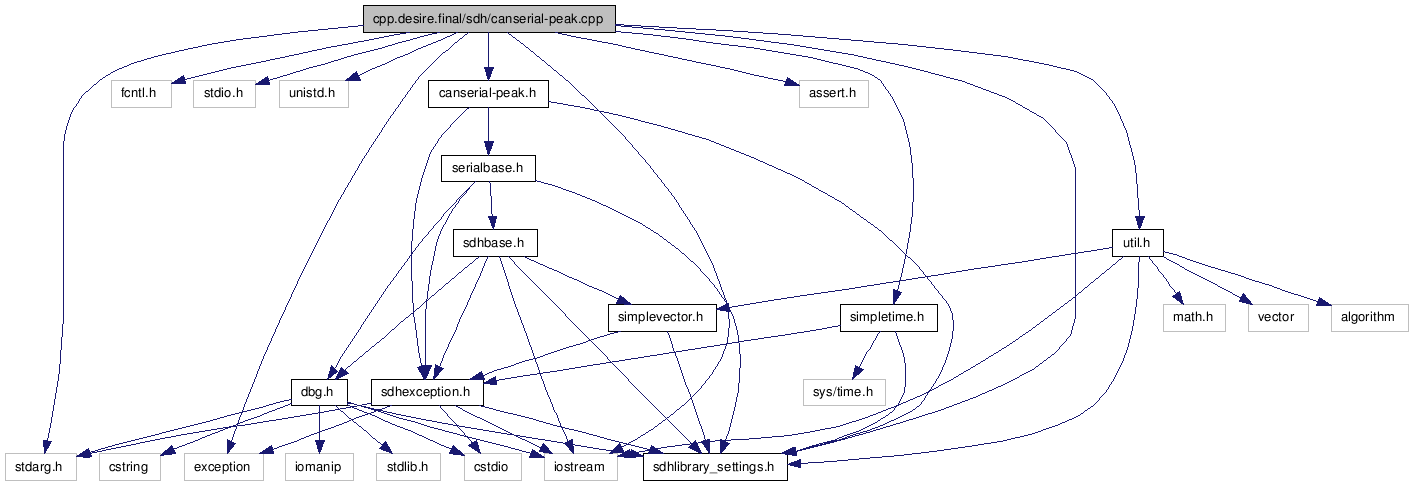 cpp.desire.final/sdh/canserial-peak.cpp
fcntl.h
stdio.h
unistd.h
canserial-peak.h
assert.h
serialbase.h
sdhbase.h
util.h
simplevector.h
simpletime.h
math.h
vector
algorithm
dbg.h
sdhexception.h
sys/time.h
stdarg.h
cstring
exception
iomanip
stdlib.h
cstdio
iostream
sdhlibrary_settings.h